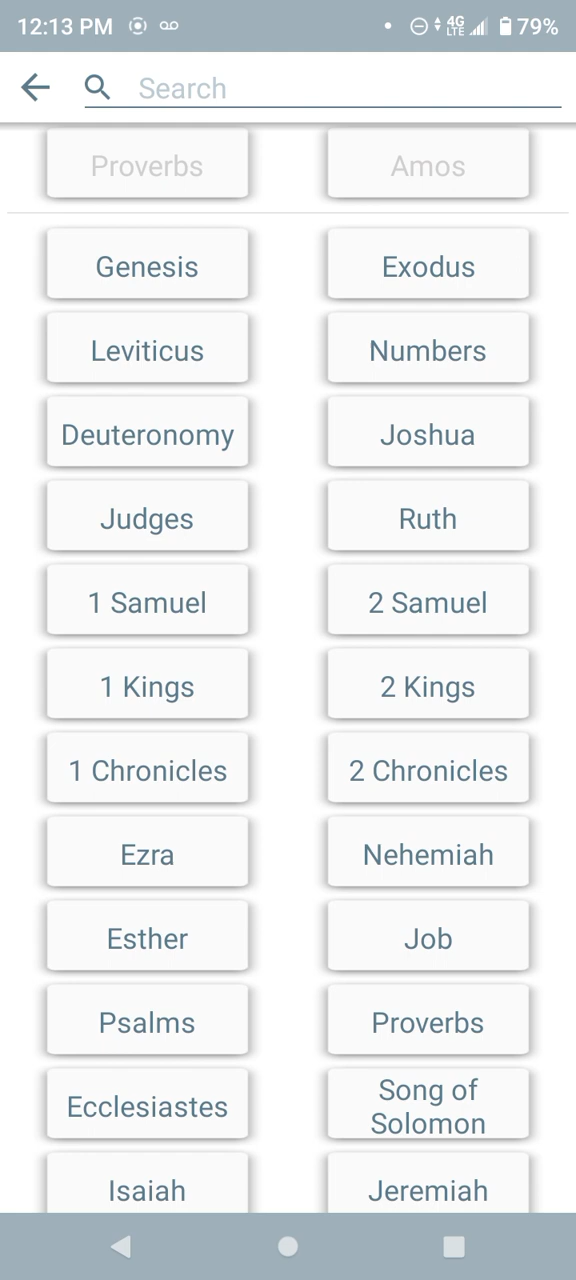 12:13 PM 4G LTE 79%
Search
Proverbs Amos
Genesis Exodus
Leviticus Numbers
Deuteronomy Joshua
Judges Ruth
1 Samuel 2 Samuel
1 Kings 2 Kings
1 Chronicles 2 Chronicles
Ezra Nehemiah
Esther Job
Psalms Proverbs
Ecclesiastes Song of
Solomon
Isaiah Jeremiah